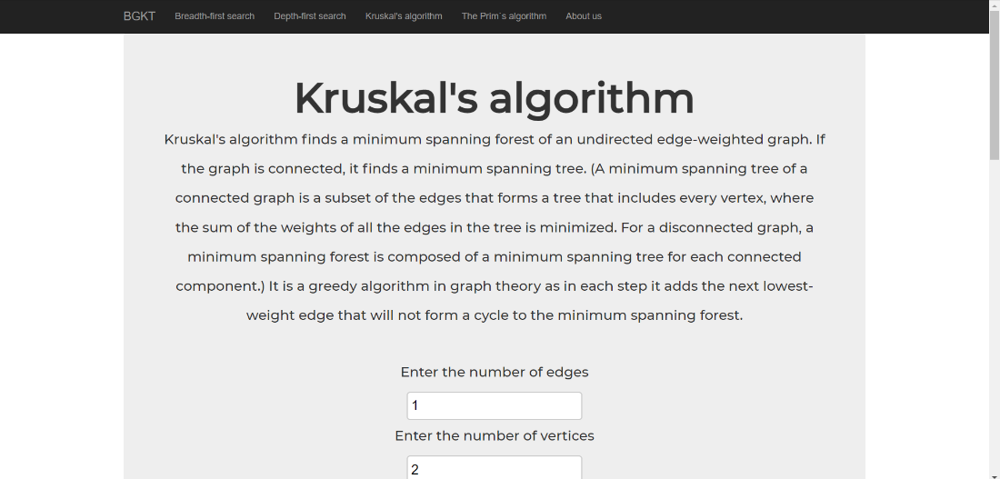 BGKT Breadth-first search Depth-first search Kruskal's algorithm The Prim`s algorithm About us
Kruskal's algorithm
Kruskal's algorithm finds a minimum spanning forest of an undirected edge-weighted graph. If
the graph is connected, it finds a minimum spanning tree. (A minimum spanning tree of a
connected graph is a subset of the edges that forms a tree that includes every vertex, where
the sum of the weights of all the edges in the tree is minimized. For a disconnected graph, a
minimum spanning forest is composed of a minimum spanning tree for each connected
component.) It is a greedy algorithm in graph theory as in each step it adds the next lowest-
weight edge that will not form a cycle to the minimum spanning forest.
Enter the number of edges
1
Enter the number of vertices
2